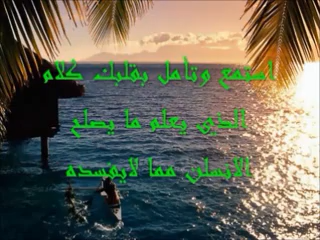 استمع وتأمل بقلبك كلام
الذي يعلم ما يصلح
الانسان مما لايفسده